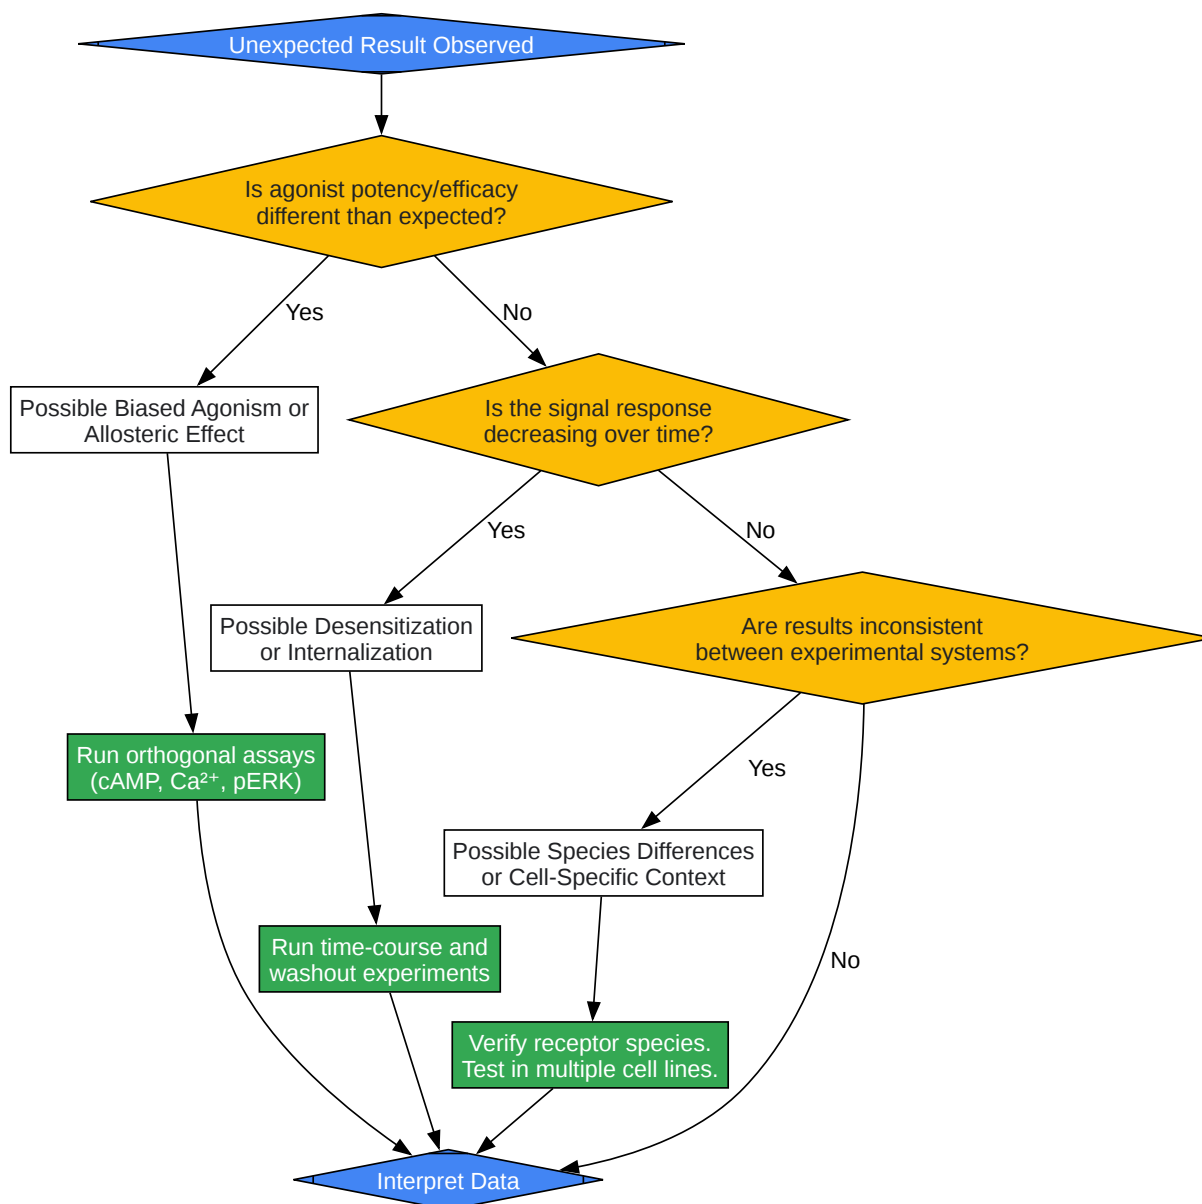 Unexpected Result Observed
Is agonist potency/efficacy
different than expected?
Yes
No
Possible Biased Agonism or
Allosteric Effect
Is the signal response
decreasing over time?
Yes
No
Possible Desensitization
or Internalization
Are results inconsistent
between experimental systems?
Run orthogonal assays
(cAMP, Ca²⁺, pERK)
Yes
Possible Species Differences
or Cell-Specific Context
Run time-course and
washout experiments
No
Verify receptor species.
Test in multiple cell lines.
Interpret Data